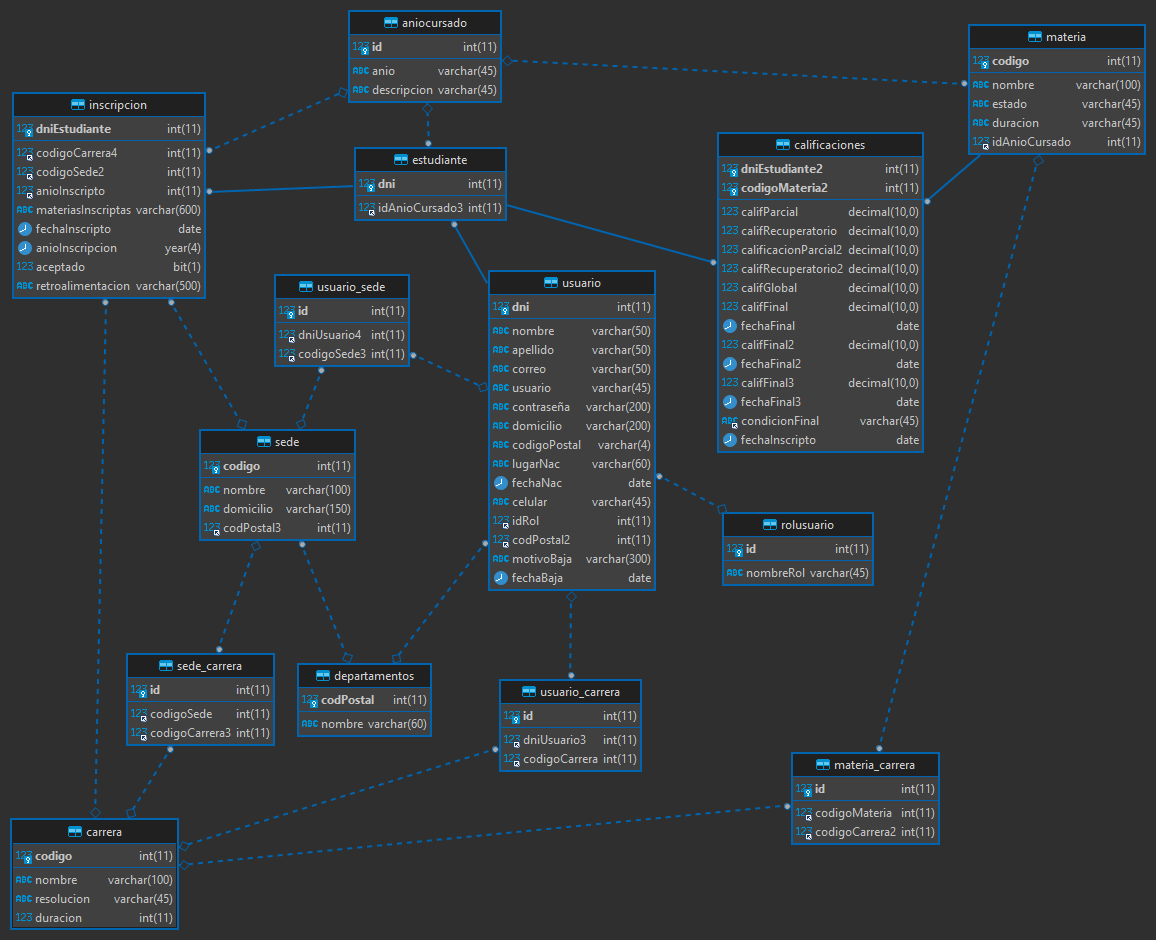 aniocursado
id int(11)
anio varchar(45)
descripcion varchar(45)
materia
codigo int(11)
nombre varchar(100)
estado varchar(45)
duracion varchar(45)
idAnioCursado int(11)
inscripcion
dniEstudiante int(11)
codigoCarrera4 int(11)
codigoSede2 int(11)
anioInscripto int(11)
materiasInscriptas varchar(600)
fechaInscripto date
anioInscripcion year(4)
aceptado bit(1)
retroalimentacion varchar(500)
estudiante
dni int(11)
idAnioCursado3 int(11)
calificaciones
dniEstudiante2 int(11)
codigoMateria2 int(11)
califParcial decimal(10,0)
califRecuperatorio decimal(10,0)
calificacionParcial2 decimal(10,0)
califRecuperatorio2 decimal(10,0)
califGlobal decimal(10,0)
califFinal decimal(10,0)
fechaFinal date
califFinal2 decimal(10,0)
fechaFinal2 date
califFinal3 decimal(10,0)
fechaFinal3 date
condicionFinal varchar(45)
fechaInscripto date
usuario_sede
id int(11)
dniUsuario4 int(11)
codigoSede3 int(11)
usuario
dni int(11)
nombre varchar(50)
apellido varchar(50)
correo varchar(50)
usuario varchar(45)
contraseña varchar(200)
domicilio varchar(200)
codigoPostal varchar(4)
lugarNac varchar(60)
fechaNac date
celular varchar(45)
idRol int(11)
codPostal2 int(11)
motivoBaja varchar(300)
fechaBaja date
sede
codigo int(11)
nombre varchar(100)
domicilio varchar(150)
codPostal3 int(11)
rolusuario
id int(11)
nombreRol varchar(45)
sede_carrera
id int(11)
codigoSede int(11)
codigoCarrera3 int(11)
departamentos
codPostal int(11)
nombre varchar(60)
usuario_carrera
id int(11)
dniUsuario3 int(11)
codigoCarrera int(11)
materia_carrera
id int(11)
codigoMateria int(11)
codigoCarrera2 int(11)
carrera
codigo int(11)
nombre varchar(100)
resolucion varchar(45)
duracion int(11)